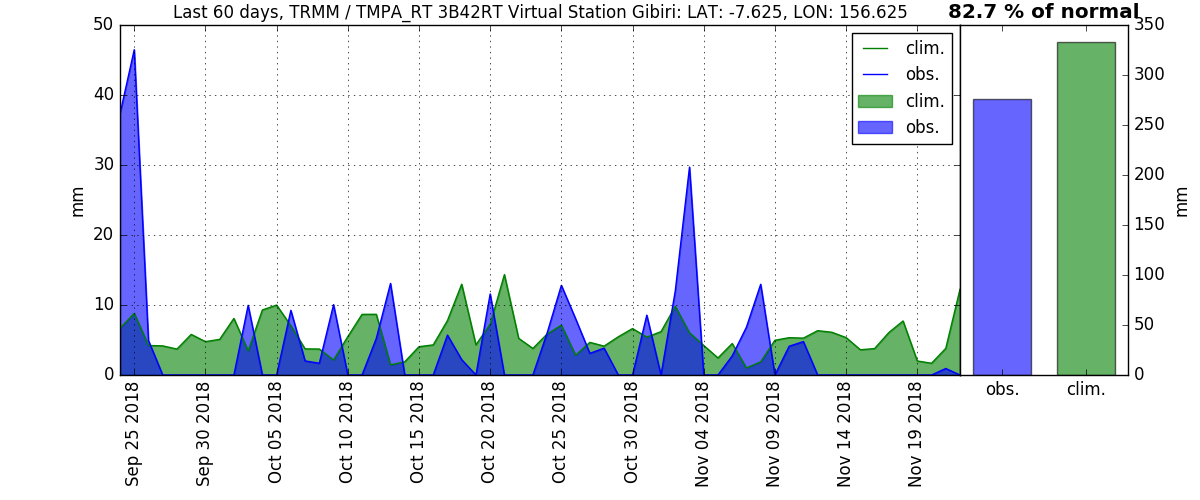 Last 60 days, TRMM / TMPA_RT 3B42RT Virtual Station Gibiri: LAT: -7.625, LON: 156.625
82.7 % of normal
50
40
30
20
10
0
mm
clim.
obs.
clim.
obs.
350
300
250
200
150
100
50
0
mm
Sep 25 2018
Sep 30 2018
Oct 05 2018
Oct 10 2018
Oct 15 2018
Oct 20 2018
Oct 25 2018
Oct 30 2018
Nov 04 2018
Nov 09 2018
Nov 14 2018
Nov 19 2018
obs.
clim.